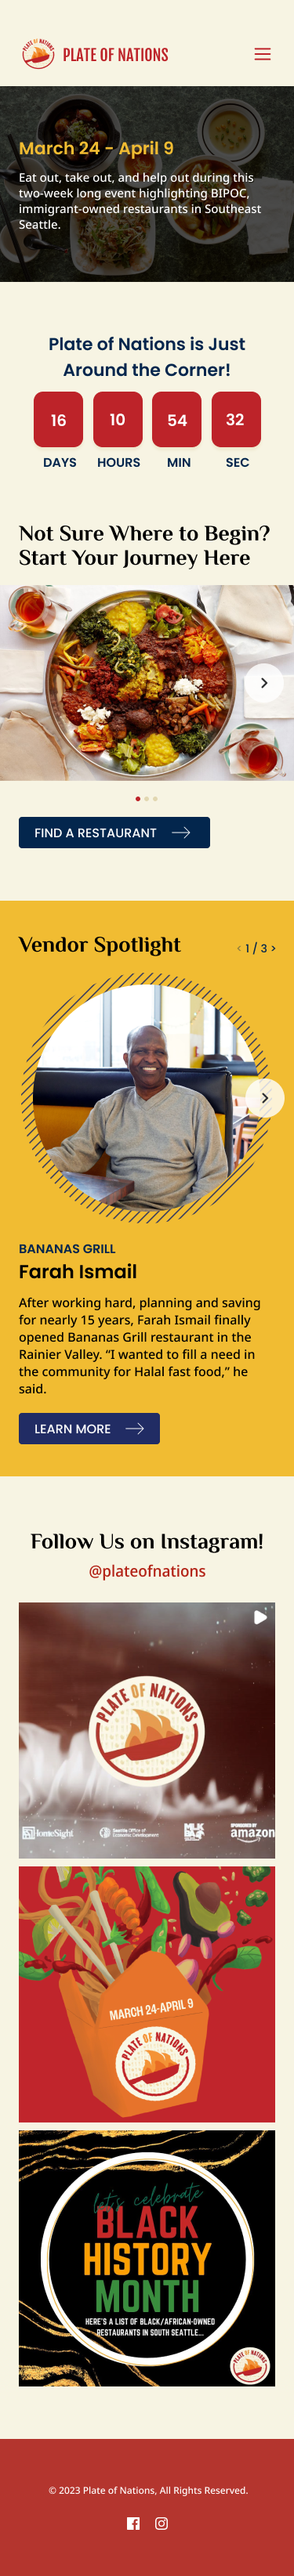 PLATE OF NATIONS
PLATE OF NATIONS
March 24 - April 9
Eat out, take out, and help out during this
two-week long event highlighting BIPOC,
immigrant-owned restaurants in Southeast
Seattle.
Plate of Nations is Just
Around the Corner!
16 10 54 32
DAYS HOURS MIN SEC
Not Sure Where to Begin?
Start Your Journey Here
FIND A RESTAURANT
Vendor Spotlight
< 1 / 3 >
BANANAS GRILL
Farah Ismail
After working hard, planning and saving
for nearly 15 years, Farah Ismail finally
opened Bananas Grill restaurant in the
Rainier Valley. “I wanted to fill a need in
the community for Halal fast food,” he
said.
LEARN MORE
Follow Us on Instagram!
@plateofnations
PLATE OF NATIONS
HomeSight
Seattle Office of
Economic Development
MLK
SPONSORED BY
amazon
MARCH 24-APRIL 9
PLATE OF NATIONS
let's celebrate
BLACK
HISTORY
MONTH
HERE'S A LIST OF BLACK/AFRICAN-OWNED
RESTAURANTS IN SOUTH SEATTLE...
PLATE OF NATIONS
© 2023 Plate of Nations, All Rights Reserved.